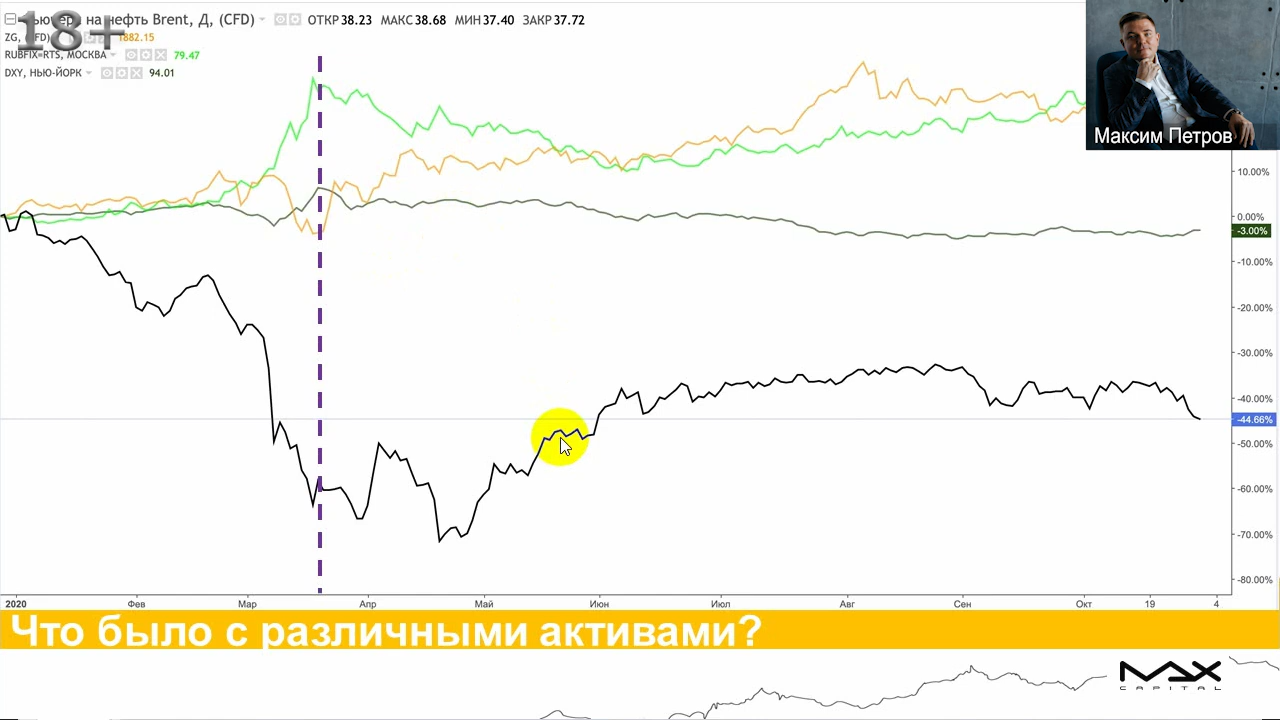 18+
на нефть Brent, Д, (CFD) ОТКР 38.23 МАКС 38.68 МИН 37.40 ЗАКР 37.72
ZG, 1882.15
RUBFIX=RTS, МОСКВА 79.47
DXY, НЬЮ-ЙОРК 94.01
Максим Петров
10.00%
0.00%
-3.00%
-10.00%
-20.00%
-30.00%
-40.00%
-44.66%
-50.00%
-60.00%
-70.00%
-80.00%
2020 Фев Мар Апр Май Июн Июл Авг Сен Окт 19 4
Что было с различными активами?
MAX
CAPITAL